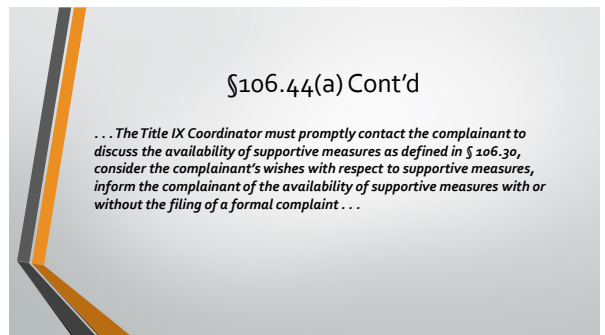 §106.44(a) Cont’d
. . . The Title IX Coordinator must promptly contact the complainant to
discuss the availability of supportive measures as defined in § 106.30,
consider the complainant’s wishes with respect to supportive measures,
inform the complainant of the availability of supportive measures with or
without the filing of a formal complaint . . .